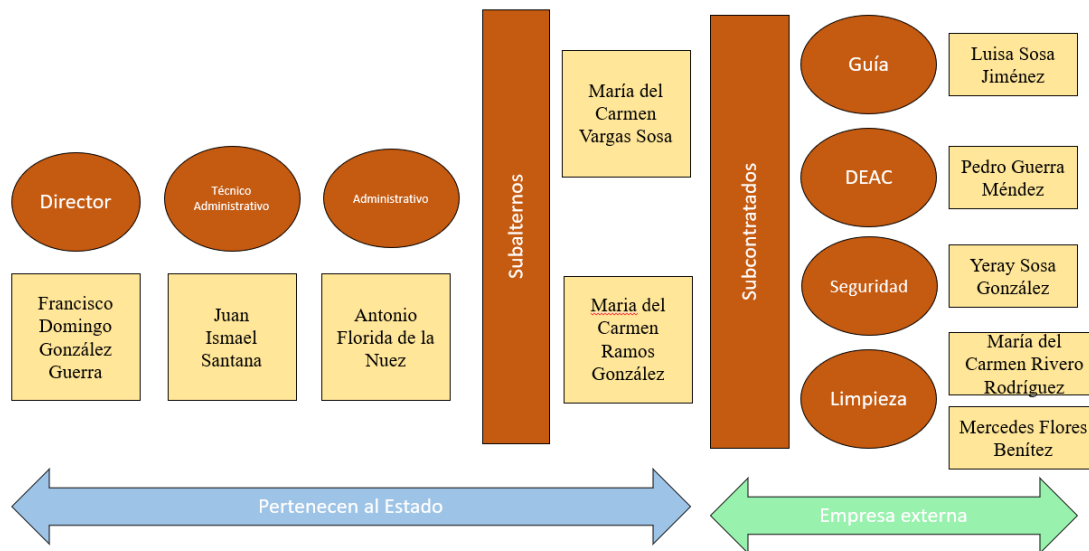 Director
Francisco
Domingo
González
Guerra
Técnico
Administrativo
Juan
Ismael
Santana
Administrativo
Antonio
Florida de la
Nuez
Subalternos
María del
Carmen
Vargas Sosa
Maria del
Carmen
Ramos
González
Subcontratados
Guía
Luisa Sosa
Jiménez
DEAC
Pedro Guerra
Méndez
Seguridad
Yeray Sosa
González
Limpieza
María del
Carmen Rivero
Rodríguez
Mercedes Flores
Benítez
Pertenecen al Estado
Empresa externa